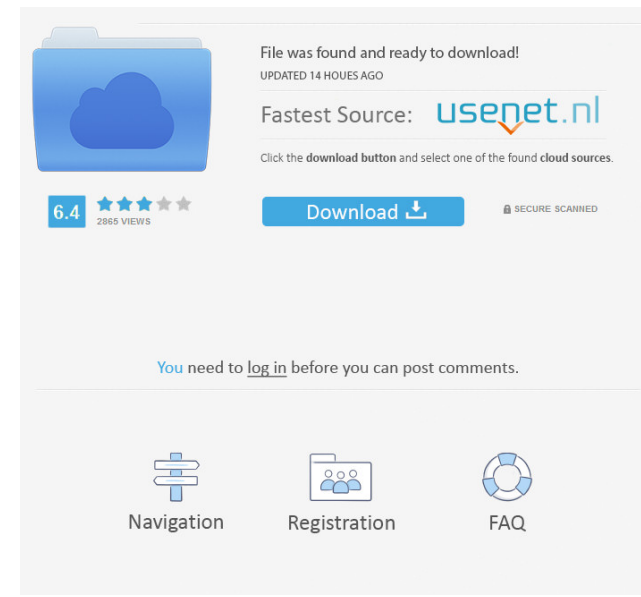 File was found and ready to download!
UPDATED 14 HOUES AGO
Fastest Source: usenet.nl
Click the download button and select one of the found cloud sources.
6.4
2865 VIEWS
Download
SECURE SCANNED
You need to log in before you can post comments.
Navigation
Registration
FAQ